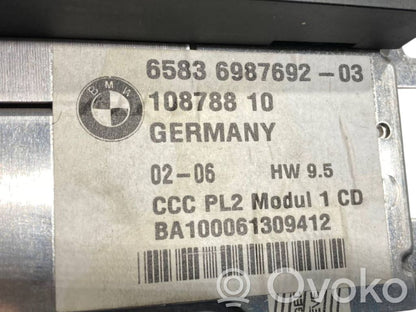 BMW
6583 6987692-03
108788 10
GERMANY
02-06 HW 9.5
CCC PL2 Modul 1 CD
BA100061309412
Ovoko